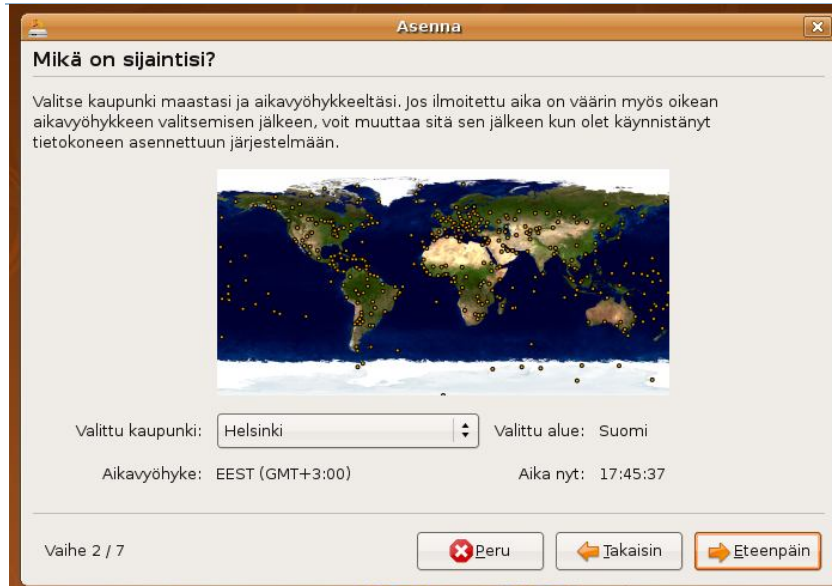 Asenna
Mikä on sijaintisi?
Valitse kaupunki maastasi ja aikavyöhykkeeltäsi. Jos ilmoitettu aika on väärin myös oikean
aikavyöhykkeen valitsemisen jälkeen, voit muuttaa sitä sen jälkeen kun olet käynnistänyt
tietokoneen asennettuun järjestelmään.
Valittu kaupunki: Helsinki Valittu alue: Suomi
Aikavyöhyke: EEST (GMT+3:00) Aika nyt: 17:45:37
Vaihe 2 / 7 Peru Takaisin Eteenpäin